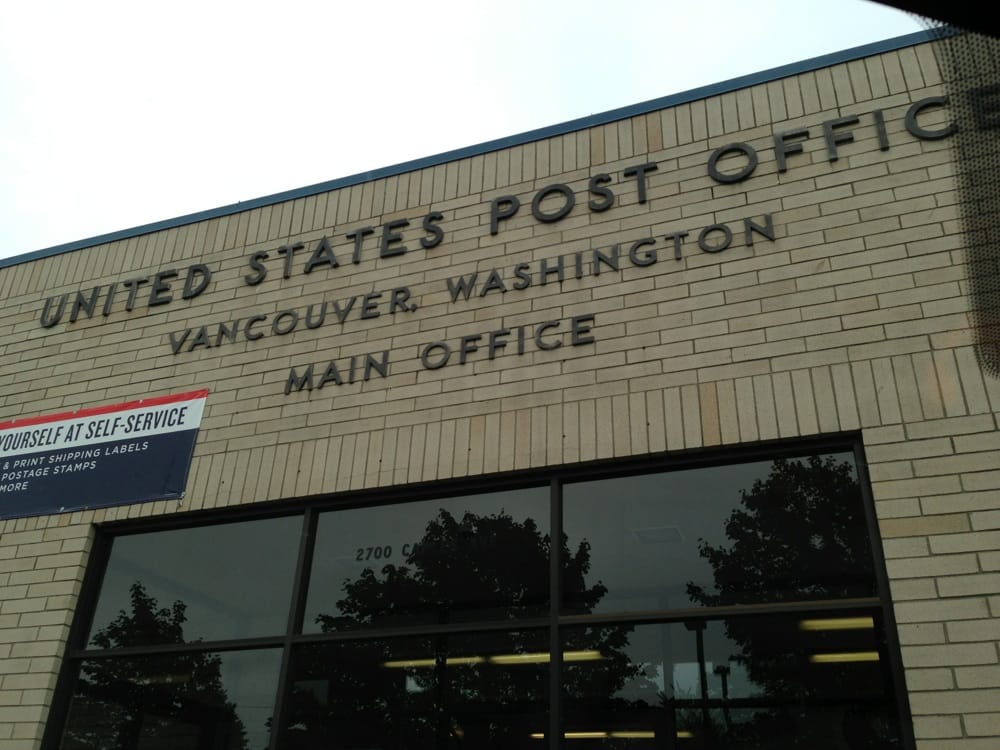 UNITED STATES POST OFFICE
VANCOUVER, WASHINGTON
MAIN OFFICE
YOURSELF AT SELF-SERVICE
& PRINT SHIPPING LABELS
POSTAGE STAMPS
MORE
2700